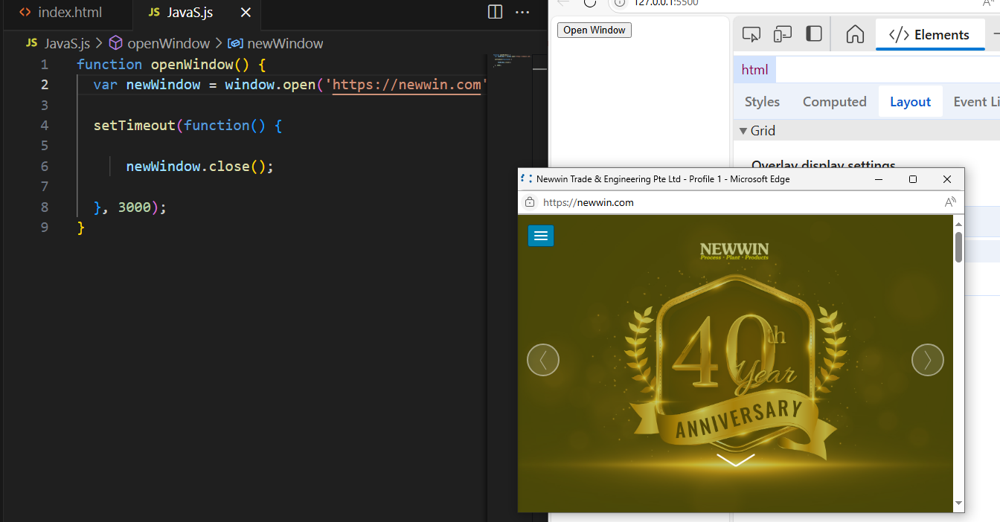 index.html
JS JavaS.js
JS JavaS.js > openWindow > newWindow
1 function openWindow() {
2 var newWindow = window.open('https://newwin.com'
3
4 setTimeout(function() {
5
6 newWindow.close();
7
8 }, 3000);
9 }
127.0.0.1:5500
Open Window
Elements
html
Styles Computed Layout Event Li
Grid
Overlay display settings
Newwin Trade & Engineering Pte Ltd - Profile 1 - Microsoft Edge
https://newwin.com
NEWWIN
Process • Plant • Products
40th
Year
ANNIVERSARY